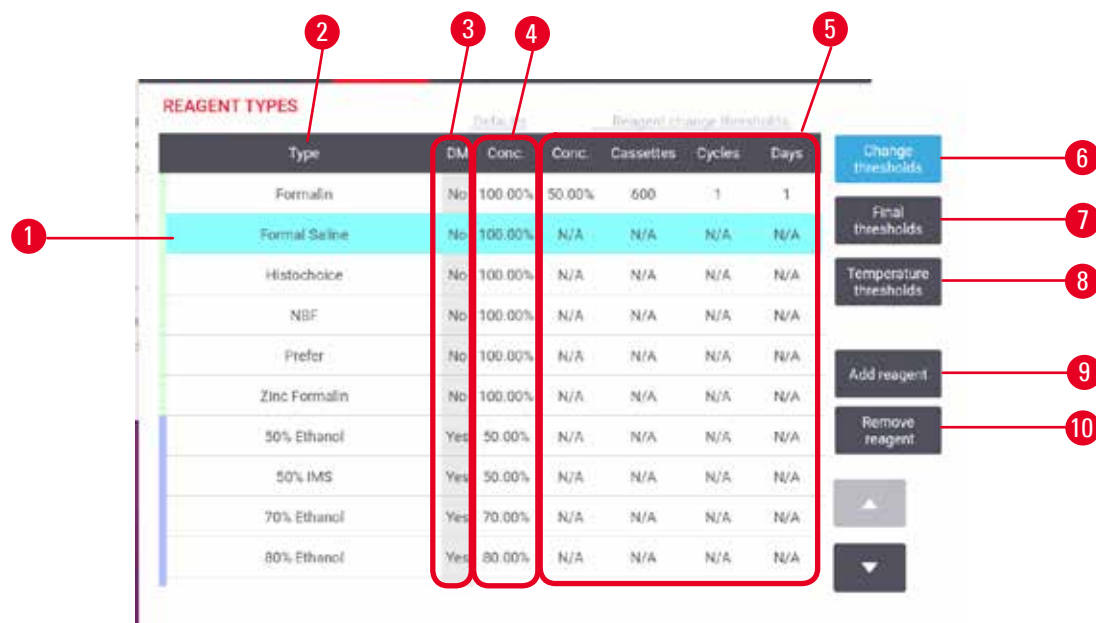 2 3 4 5
REAGENT TYPES
Defaults Reagent change thresholds
Type DM Conc. Conc. Cassettes Cycles Days
Formalin No 100.00% 50.00% 600 1 1
Formal Saline No 100.00% N/A N/A N/A N/A
Histochoice No 100.00% N/A N/A N/A N/A
NBF No 100.00% N/A N/A N/A N/A
Prefer No 100.00% N/A N/A N/A N/A
Zinc Formalin No 100.00% N/A N/A N/A N/A
50% Ethanol Yes 50.00% N/A N/A N/A N/A
50% IMS Yes 50.00% N/A N/A N/A N/A
70% Ethanol Yes 70.00% N/A N/A N/A N/A
80% Ethanol Yes 80.00% N/A N/A N/A N/A
1
Change
thresholds
6
Final
thresholds
7
Temperature
thresholds
8
Add reagent
9
Remove
reagent
10